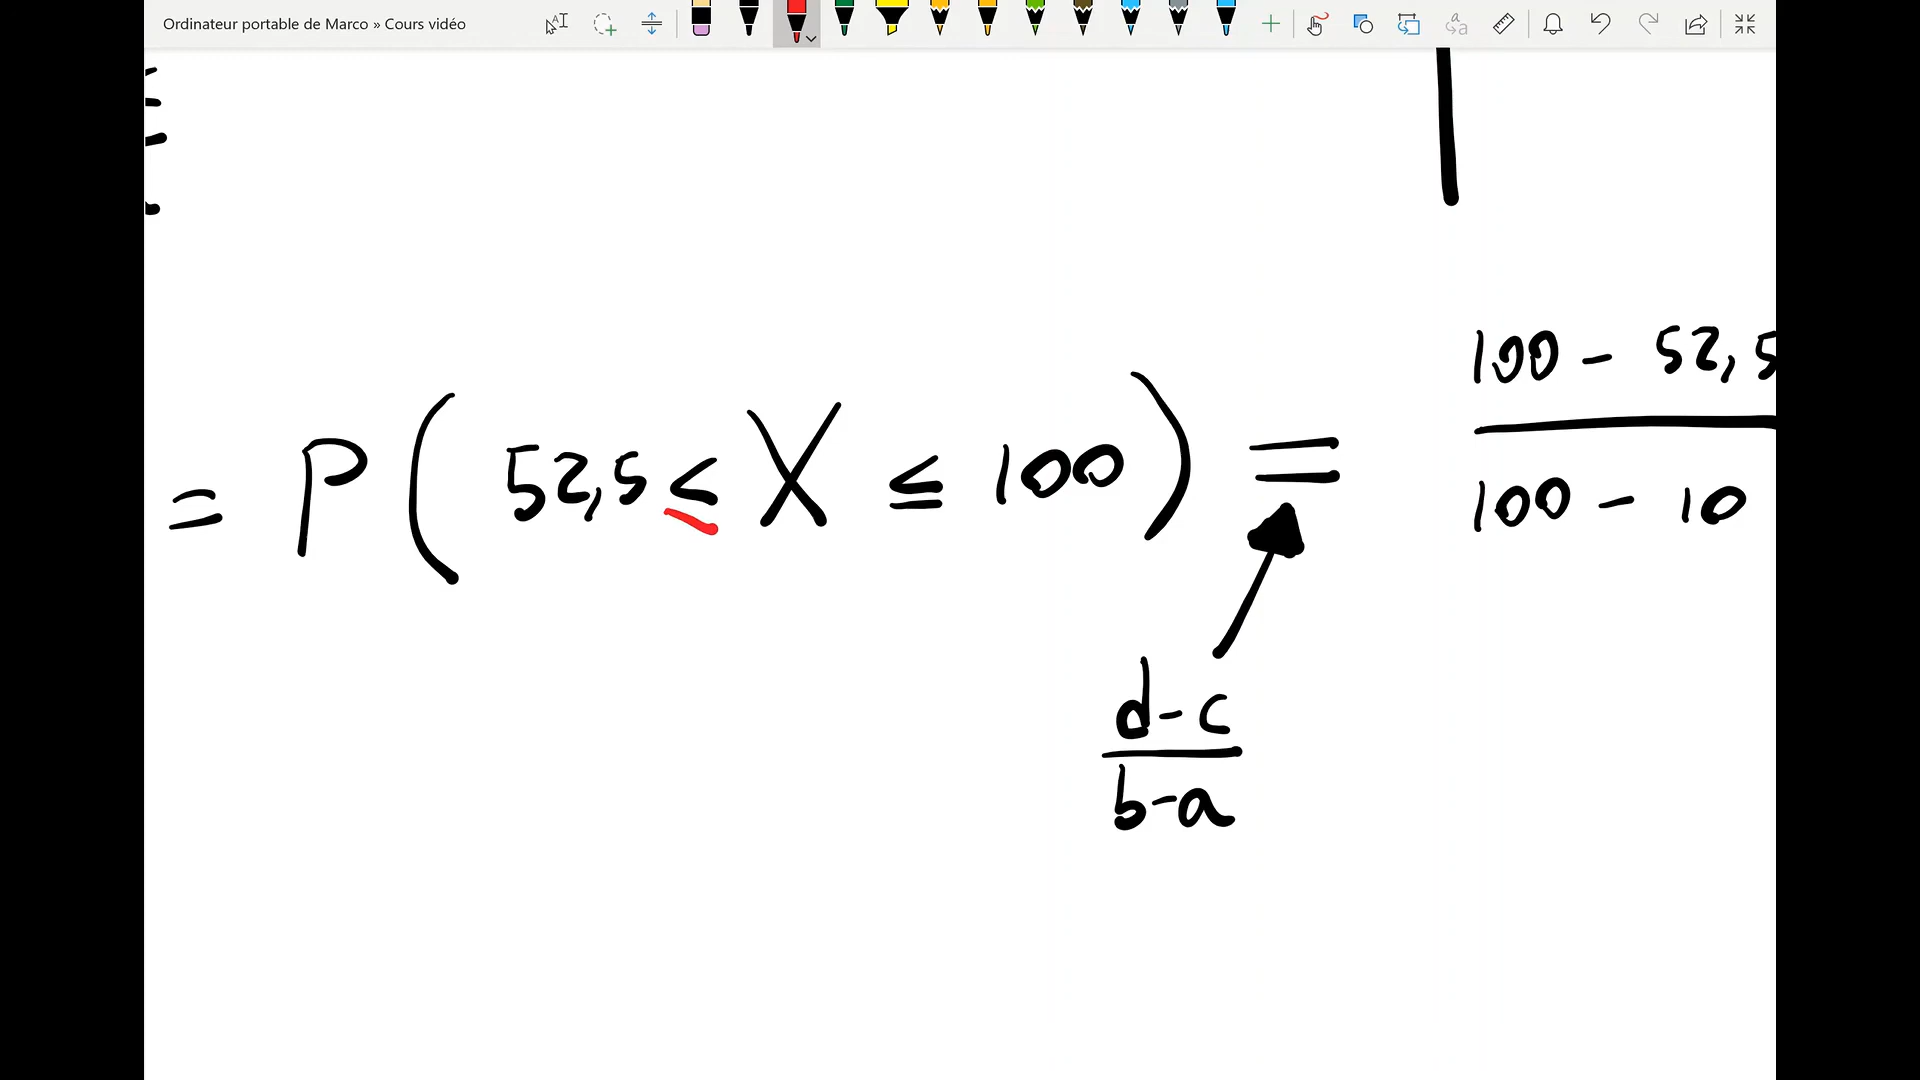 Ordinateur portable de Marco » Cours vidéo
= P ( 52,5 ≤ X ≤ 100 ) =
100 - 52,5
100 - 10
d-c
b-a